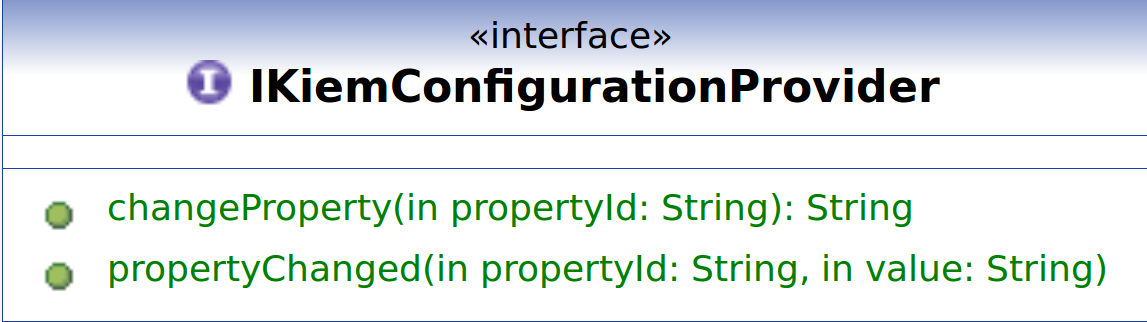 «interface»
IKiemConfigurationProvider
changeProperty(in propertyId: String): String
propertyChanged(in propertyId: String, in value: String)